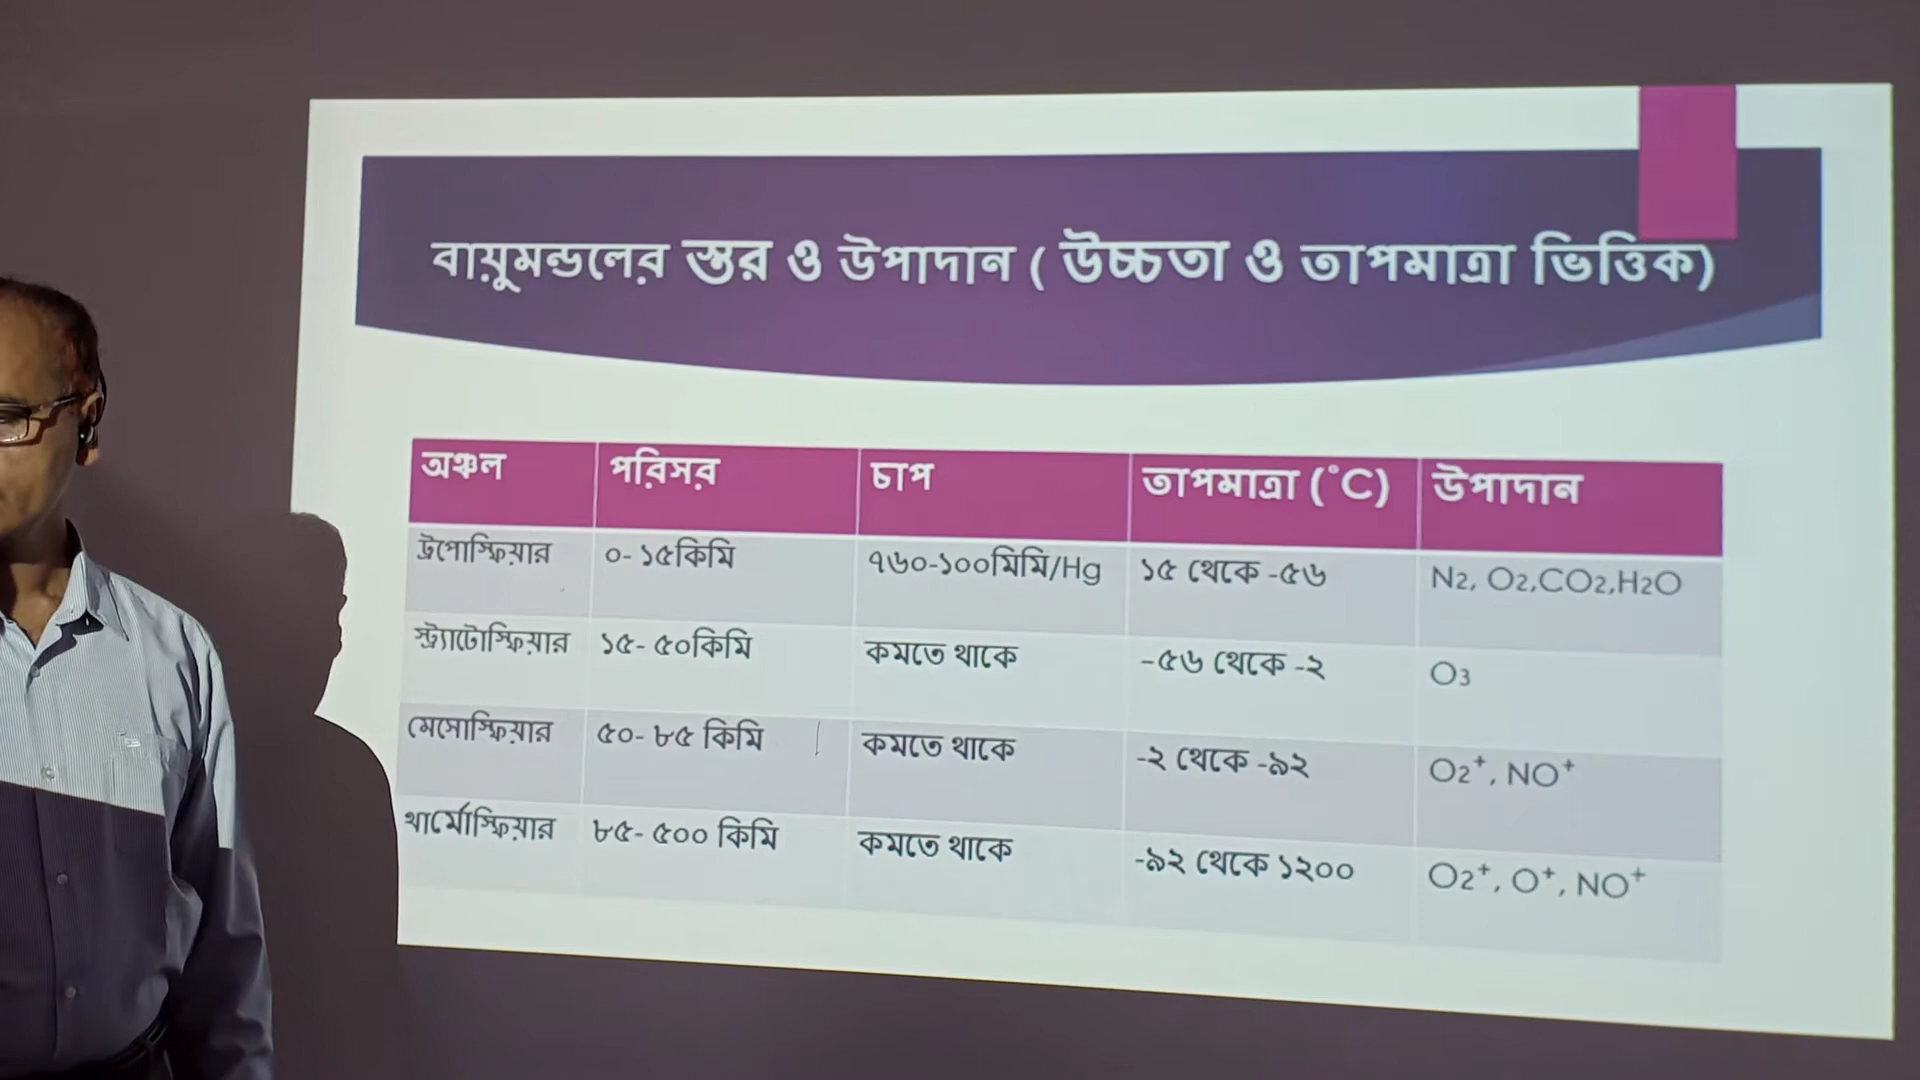 বায়ুমন্ডলের স্তর ও উপাদান ( উচ্চতা ও তাপমাত্রা ভিত্তিক)
অঞ্চল পরিসর চাপ তাপমাত্রা (°C) উপাদান
ট্রপোস্ফিয়ার ০- ১৫কিমি ৭৬০-১০০মিমি/Hg ১৫ থেকে -৫৬ N2, O2,CO2,H2O
স্ট্র্যাটোস্ফিয়ার ১৫- ৫০কিমি কমতে থাকে -৫৬ থেকে -২ O3
মেসোস্ফিয়ার ৫০- ৮৫ কিমি কমতে থাকে -২ থেকে -৯২ O2⁺, NO⁺
থার্মোস্ফিয়ার ৮৫- ৫০০ কিমি কমতে থাকে -৯২ থেকে ১২০০ O2⁺, O⁺, NO⁺